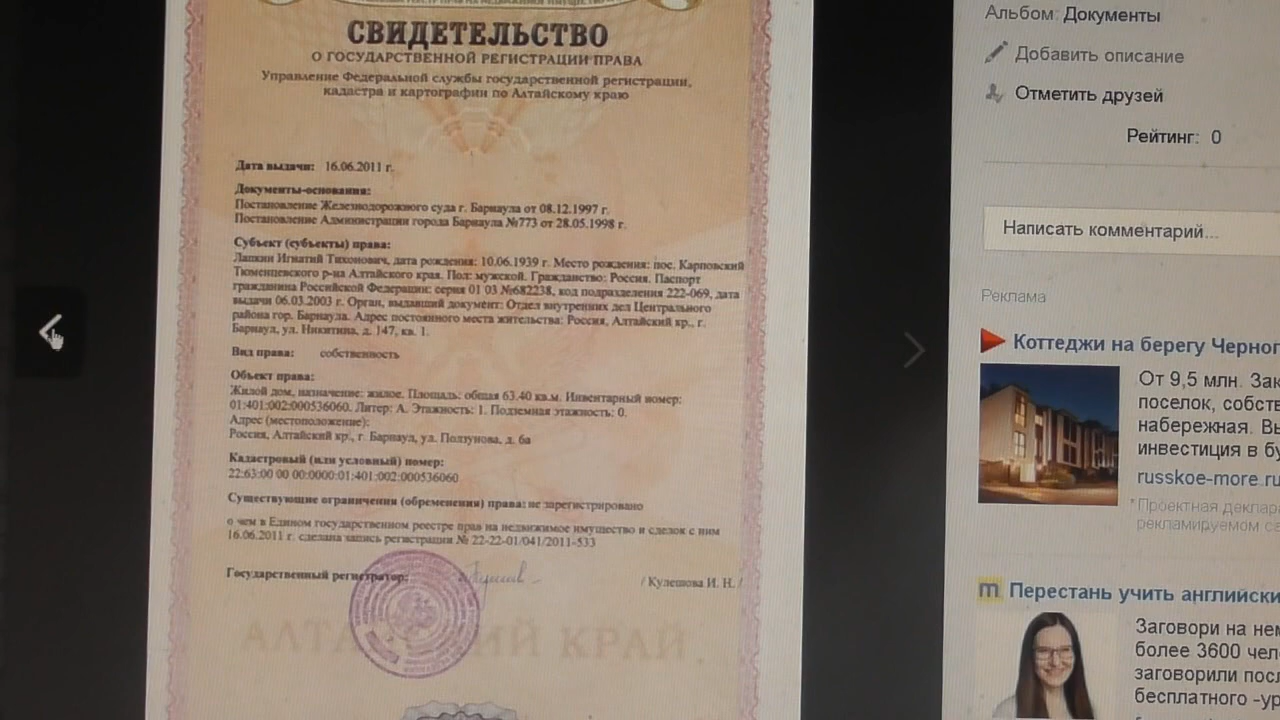 СВИДЕТЕЛЬСТВО
О ГОСУДАРСТВЕННОЙ РЕГИСТРАЦИИ ПРАВА
Управление Федеральной службы государственной регистрации,
кадастра и картографии по Алтайскому краю
Дата выдачи: 16.06.2011 г.
Документы-основания:
Постановление Железнодорожного суда г. Барнаула от 08.12.1997 г.
Постановление Администрации города Барнаула №773 от 28.05.1998 г.
Субъект (субъекты) права:
Лапкин Игнатий Тихонович, дата рождения: 10.06.1939 г. Место рождения: пос. Карповский
Тюменцевского р-на Алтайского края. Пол: мужской. Гражданство: Россия. Паспорт
гражданина Российской Федерации: серия 01 03 №682238, код подразделения 222-069, дата
выдачи 06.03.2003 г. Орган, выдавший документ: Отдел внутренних дел Центрального
района гор. Барнаула. Адрес постоянного места жительства: Россия, Алтайский кр., г.
Барнаул, ул. Никитина, д. 147, кв. 1.
Вид права: собственность
Объект права:
Жилой дом, назначение: жилое. Площадь: общая 63.40 кв.м. Инвентарный номер:
01:401:002:000536060. Литер: А. Этажность: 1. Подземная этажность: 0.
Адрес (местоположение):
Россия, Алтайский кр., г. Барнаул, ул. Ползунова, д. 6а
Кадастровый (или условный) номер:
22:63:00 00 00:0000:01:401:002:000536060
Существующие ограничения (обременения) права: не зарегистрировано
о чем в Едином государственном реестре прав на недвижимое имущество и сделок с ним
16.06.2011 г. сделана запись регистрации № 22-22-01/041/2011-533
Государственный регистратор: / Кулешова И. Н. /
АЛТАЙСКИЙ КРАЙ
Альбом: Документы
Добавить описание
Отметить друзей
Рейтинг: 0
Написать комментарий...
Реклама
Коттеджи на берегу Черног
От 9,5 млн. Зак
поселок, собств
набережная. Вы
инвестиция в бу
russkoe-more.ru
*Проектная деклара
рекламируемом са
m Перестань учить английски
Заговори на нем
более 3600 чел
заговорили посл
бесплатного -ур